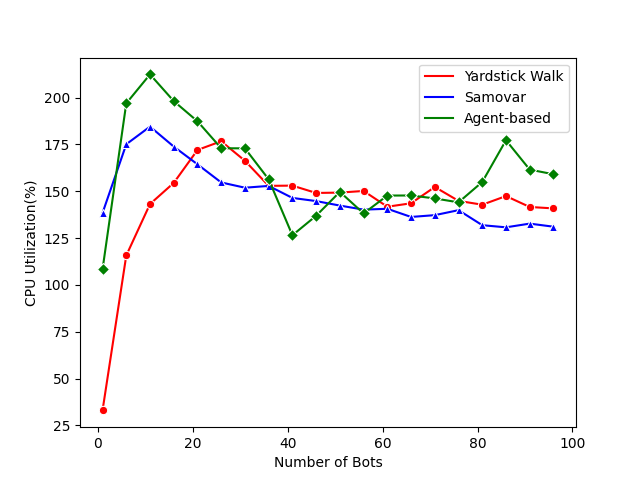 Yardstick Walk
Samovar
Agent-based
200
175
150
125
100
75
50
25
0
20
40
60
80
100
CPU Utilization(%)
Number of Bots